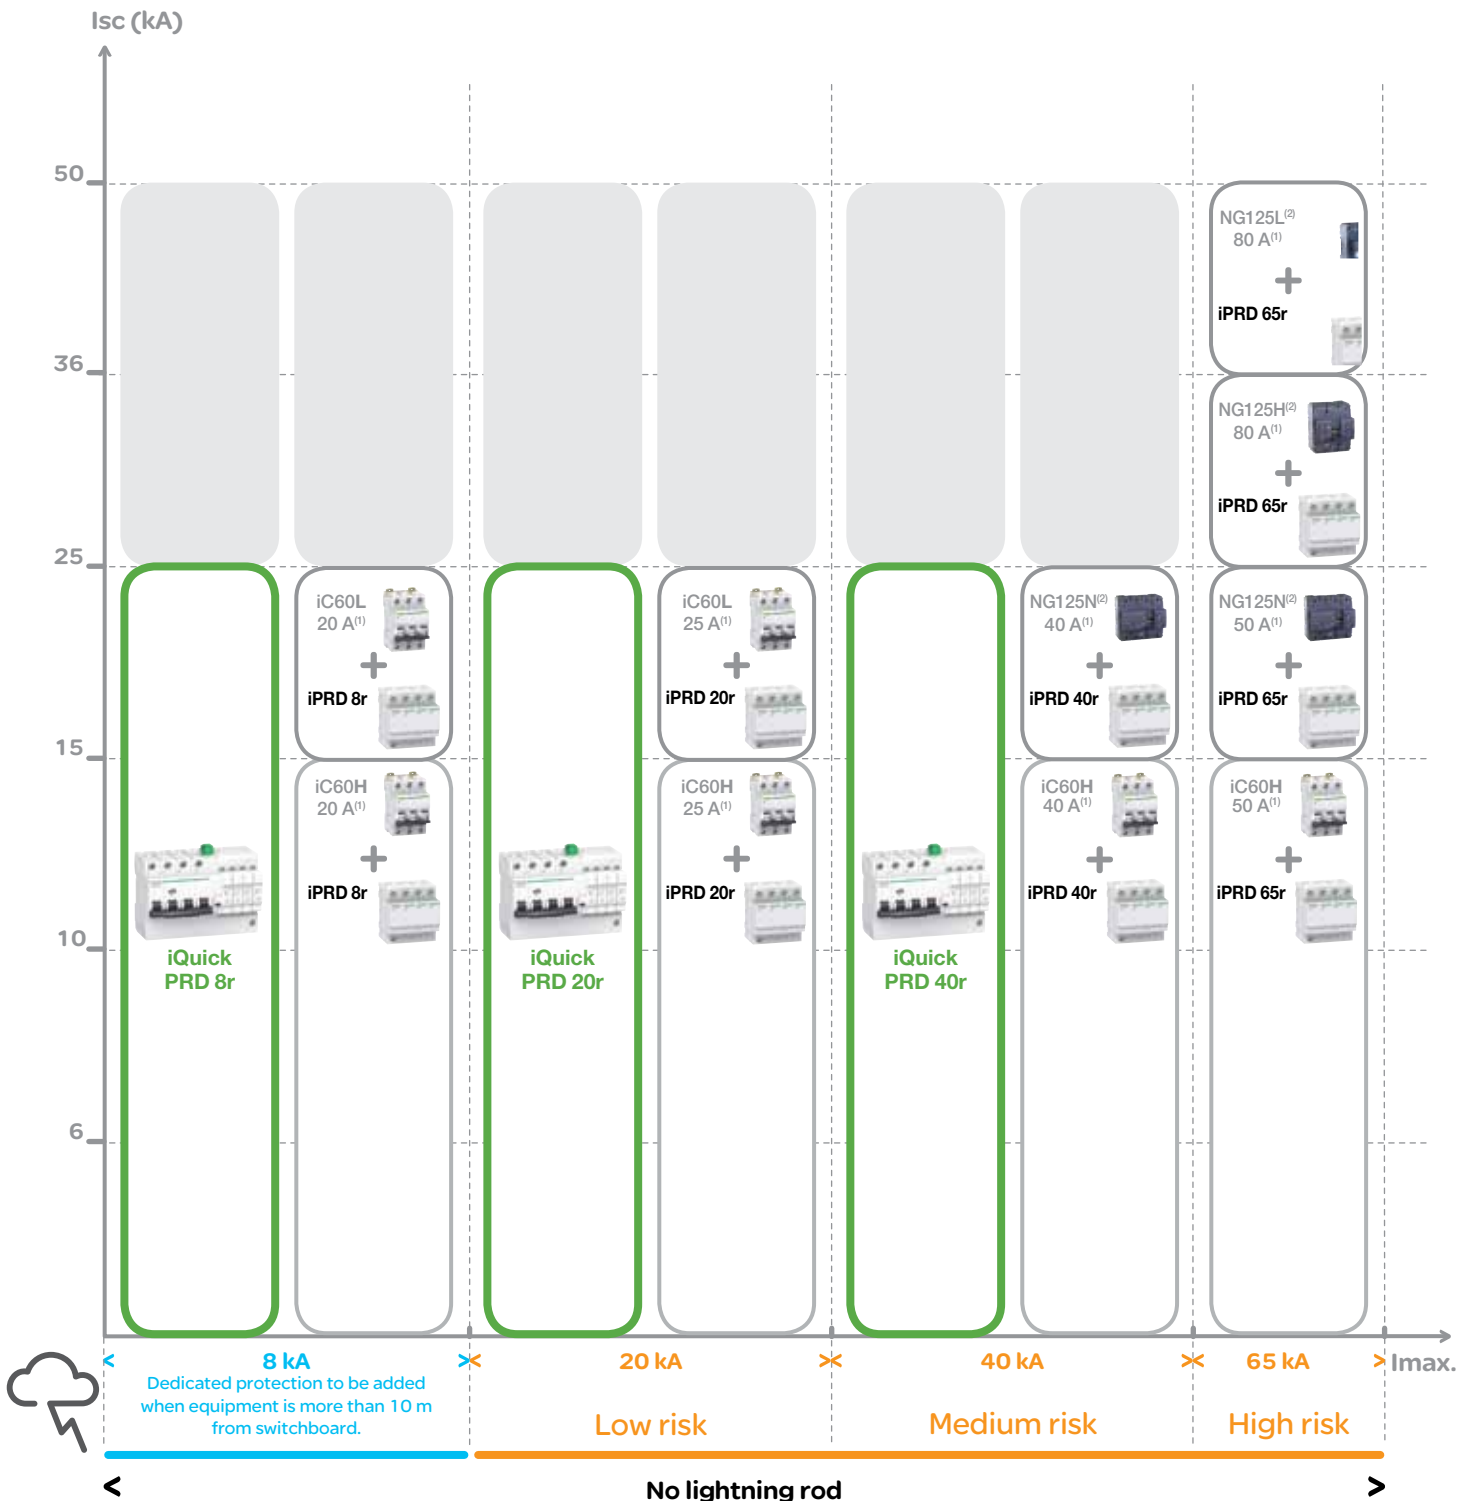 Isc (kA)
50
NG125L(2)
80 A(1)
+
iPRD 65r
36
NG125H(2)
80 A(1)
+
iPRD 65r
25
iC60L
20 A(1)
+
iPRD 8r
iC60L
25 A(1)
+
iPRD 20r
NG125N(2)
40 A(1)
+
iPRD 40r
NG125N(2)
50 A(1)
+
iPRD 65r
15
iC60H
20 A(1)
+
iPRD 8r
iC60H
25 A(1)
+
iPRD 20r
iC60H
40 A(1)
+
iPRD 40r
iC60H
50 A(1)
+
iPRD 65r
10
iQuick
PRD 8r
iQuick
PRD 20r
iQuick
PRD 40r
6
< 8 kA >
< 20 kA >
< 40 kA >
< 65 kA >
Imax.
Dedicated protection to be added
when equipment is more than 10 m
from switchboard.
Low risk
Medium risk
High risk
< No lightning rod >